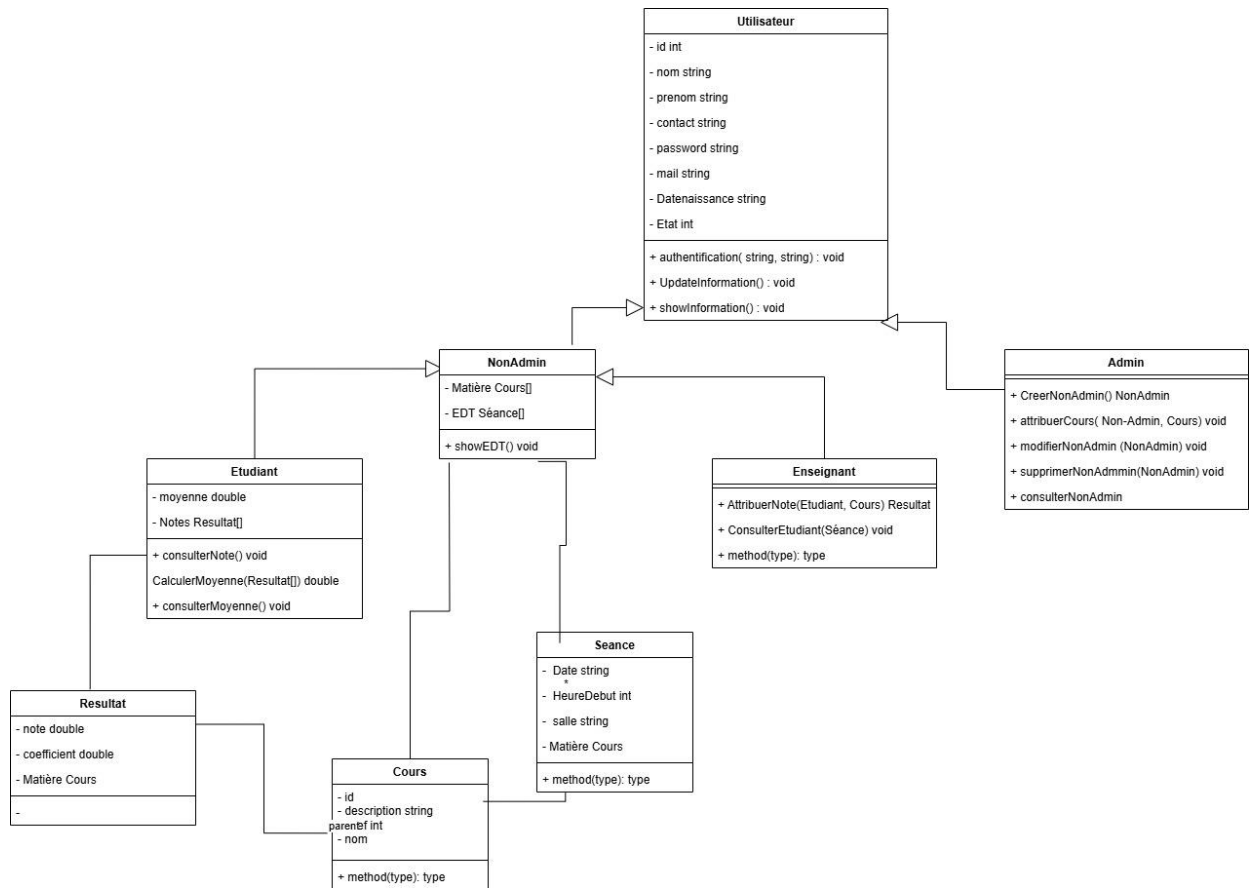 Utilisateur
- id int
- nom string
- prenom string
- contact string
- password string
- mail string
- Datenaissance string
- Etat int
+ authentification( string, string) : void
+ UpdateInformation() : void
+ showInformation() : void
NonAdmin
- Matière Cours[]
- EDT Séance[]
+ showEDT() void
Admin
+ CreerNonAdmin() NonAdmin
+ attribuerCours( Non-Admin, Cours) void
+ modifierNonAdmin (NonAdmin) void
+ supprimerNonAdmmin(NonAdmin) void
+ consulterNonAdmin
Etudiant
- moyenne double
- Notes Resultat[]
+ consulterNote() void
CalculerMoyenne(Resultat[]) double
+ consulterMoyenne() void
Enseignant
+ AttribuerNote(Etudiant, Cours) Resultat
+ ConsulterEtudiant(Séance) void
+ method(type): type
Seance
- Date string
*
- HeureDebut int
- salle string
- Matière Cours
+ method(type): type
Resultat
- note double
- coefficient double
- Matière Cours
-
Cours
- id
- description string
parent int
- nom
+ method(type): type